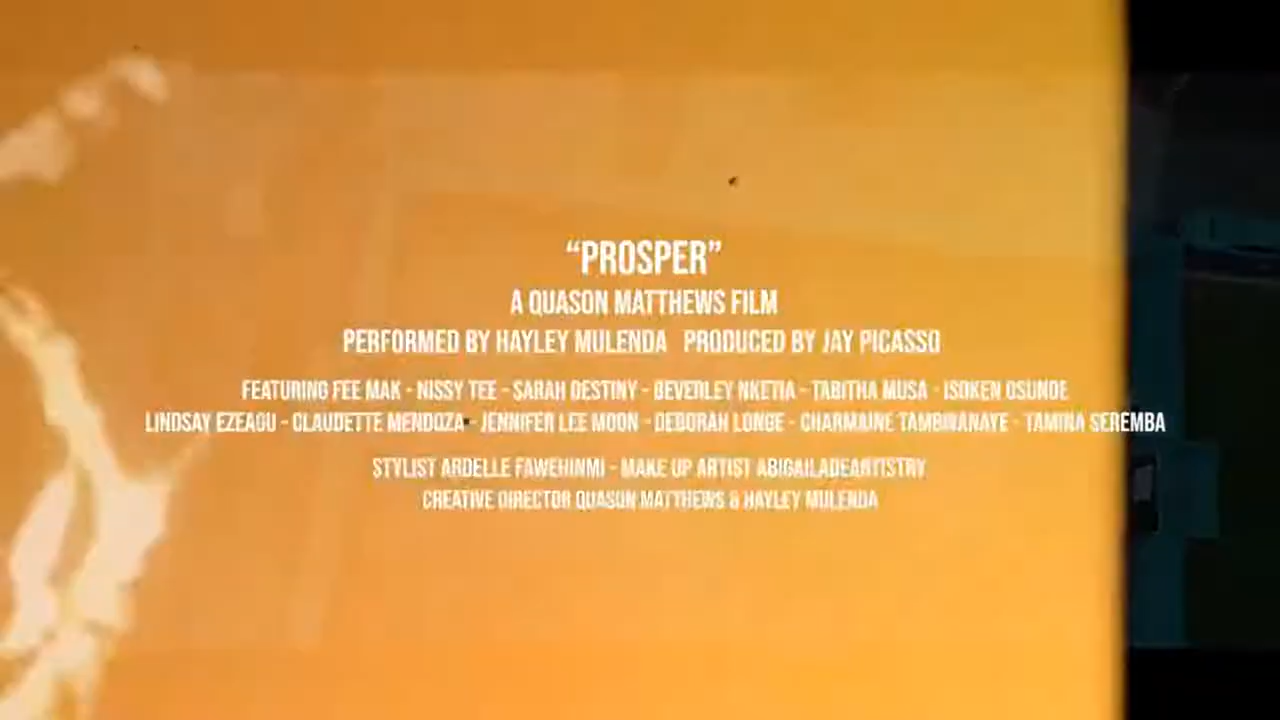 “PROSPER”
A QUASON MATTHEWS FILM
PERFORMED BY HAYLEY MULENDA PRODUCED BY JAY PICASSO
FEATURING FEE MAK - NISSY TEE - SARAH DESTINY - BEVERLEY NKETIA - TABITHA MUSA - ISOKEN OSUNDE
LINDSAY EZEAGU - CLAUDETTE MENDOZA - JENNIFER LEE MOON - DEBORAH LONGE - CHARMAINE - TAMINA SEREMBA
STYLIST ARDELLE FAWEHINMI - MAKE UP ARTIST ABIGAILADEARTISTRY
CREATIVE DIRECTOR QUASON MATTHEWS & HAYLEY MULENDA